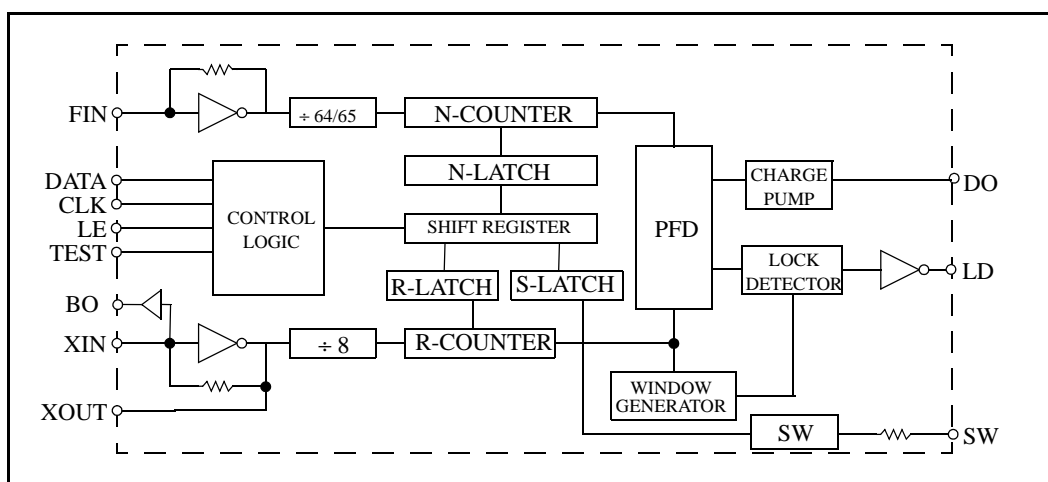 FIN
÷ 64/65
N-COUNTER
DATA
CLK
LE
TEST
CONTROL
LOGIC
N-LATCH
SHIFT REGISTER
R-LATCH
S-LATCH
PFD
CHARGE
PUMP
DO
LOCK
DETECTOR
LD
BO
XIN
XOUT
÷ 8
R-COUNTER
WINDOW
GENERATOR
SW
SW